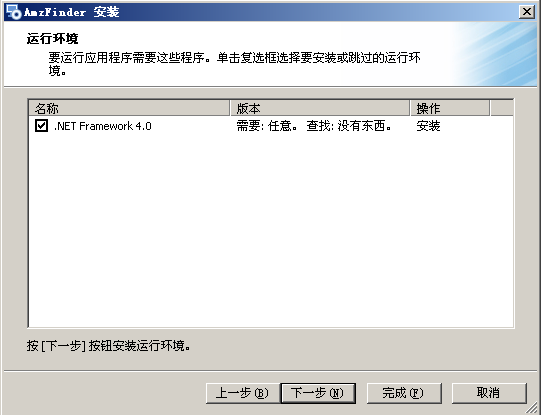 AmzFinder 安装
运行环境
要运行应用程序需要这些程序。单击复选框选择要安装或跳过的运行环
境。
名称 版本 操作
.NET Framework 4.0 需要: 任意。 查找: 没有东西。 安装
按 [下一步] 按钮安装运行环境。
上一步(B) 下一步(N) 完成(F) 取消